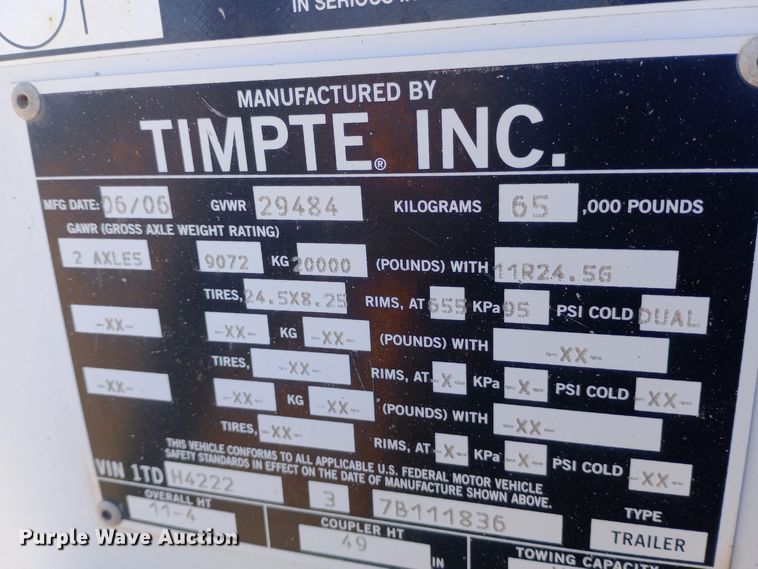 IN SERIOUS
MANUFACTURED BY
TIMPTE® INC.
MFG DATE: 06/06 GVWR 29484 KILOGRAMS 65 ,000 POUNDS
GAWR (GROSS AXLE WEIGHT RATING)
2 AXLES 9072 KG 20000 (POUNDS) WITH 11R24.5G
TIRES, 24.5X8.25 RIMS, AT 655 KPa 95 PSI COLD DUAL
-XX- -XX- KG -XX- (POUNDS) WITH -XX-
TIRES, -XX- RIMS, AT -X- KPa -X- PSI COLD -XX-
-XX- -XX- KG -XX- (POUNDS) WITH -XX-
TIRES, -XX- RIMS, AT -X- KPa -X- PSI COLD -XX-
THIS VEHICLE CONFORMS TO ALL APPLICABLE U.S. FEDERAL MOTOR VEHICLE
SAFETY STANDARDS IN EFFECT ON THE DATE OF MANUFACTURE SHOWN ABOVE.
VIN 1TD H4222 3 7B111836 TYPE
TRAILER
OVERALL HT COUPLER HT TOWING CAPACITY
11-4 49 IN
Purple Wave Auction